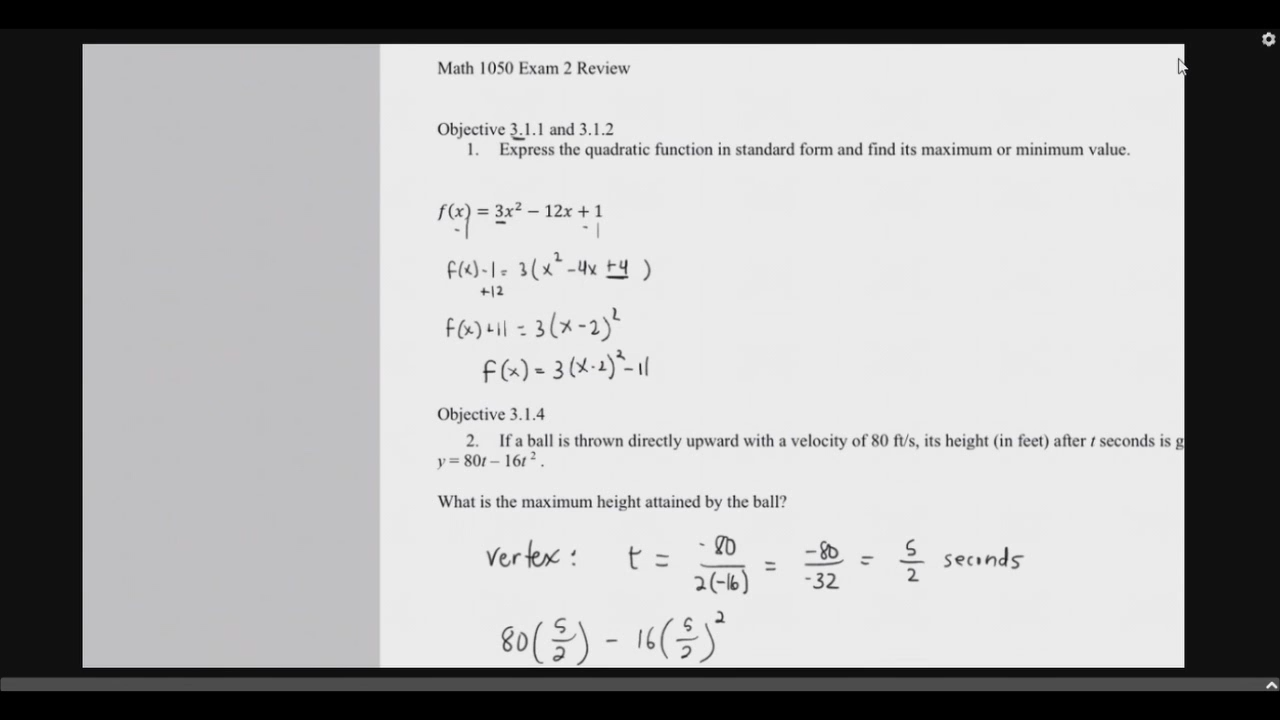 Math 1050 Exam 2 Review
Objective 3.1.1 and 3.1.2
1. Express the quadratic function in standard form and find its maximum or minimum value.
f(x) = 3x² − 12x + 1
-1 -1
f(x) - 1 = 3(x² - 4x + 4 )
+12
f(x) + 11 = 3(x - 2)²
f(x) = 3(x - 2)² - 11
Objective 3.1.4
2. If a ball is thrown directly upward with a velocity of 80 ft/s, its height (in feet) after t seconds is g
y = 80t – 16t².
What is the maximum height attained by the ball?
vertex: t = -80/2(-16) = -80/-32 = 5/2 seconds
80(5/2) - 16(5/2)²